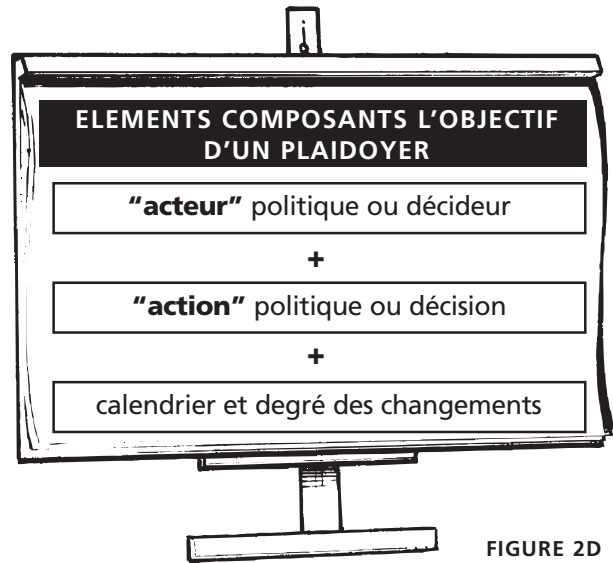 ELEMENTS COMPOSANTS L'OBJECTIF
D'UN PLAIDOYER
"acteur" politique ou décideur
+
"action" politique ou décision
+
calendrier et degré des changements
FIGURE 2D